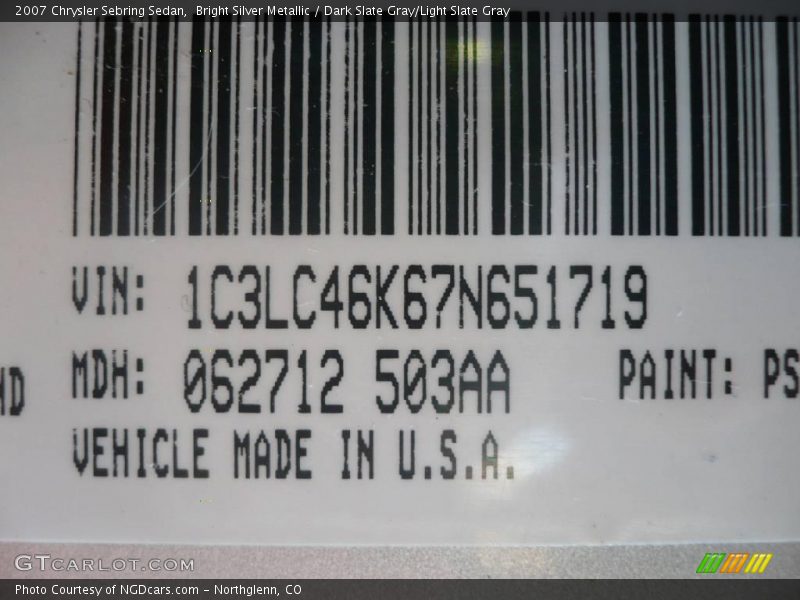 2007 Chrysler Sebring Sedan, Bright Silver Metallic / Dark Slate Gray/Light Slate Gray
VIN: 1C3LC46K67N651719
MDH: 062712 503AA PAINT: PS
HD
VEHICLE MADE IN U.S.A.
GTCARLOT.COM
Photo Courtesy of NGDcars.com – Northglenn, CO